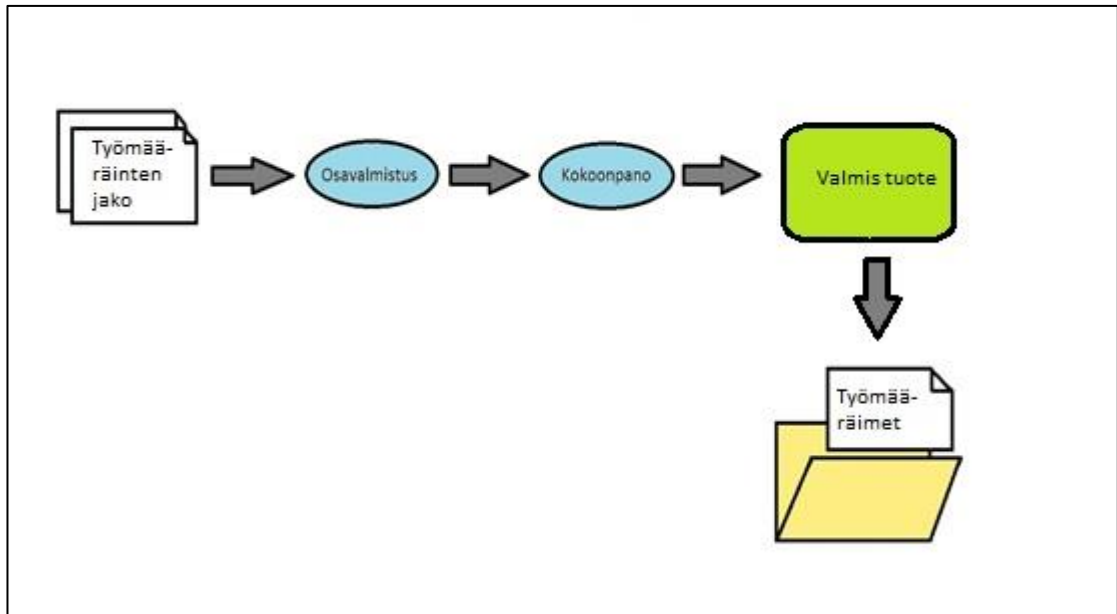 Työmää-
räinten
jako
Osavalmistus
Kokoonpano
Valmis tuote
Työmää-
räimet